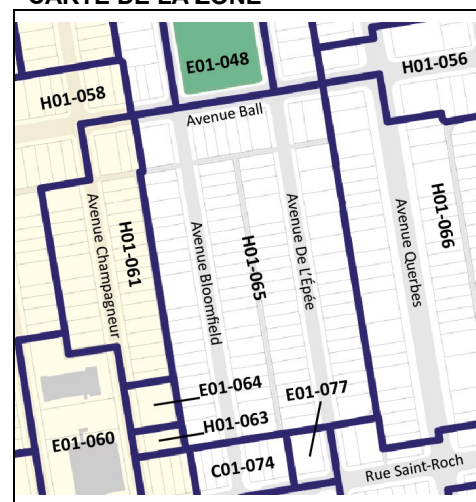 CARTE DE LA ZONE
E01-048
H01-056
H01-058
Avenue Ball
H01-066
Avenue Champagneur
H01-061
Avenue Bloomfield
H01-065
Avenue De L'Épée
Avenue Querbes
E01-064
E01-077
H01-063
E01-060
C01-074
Rue Saint-Roch